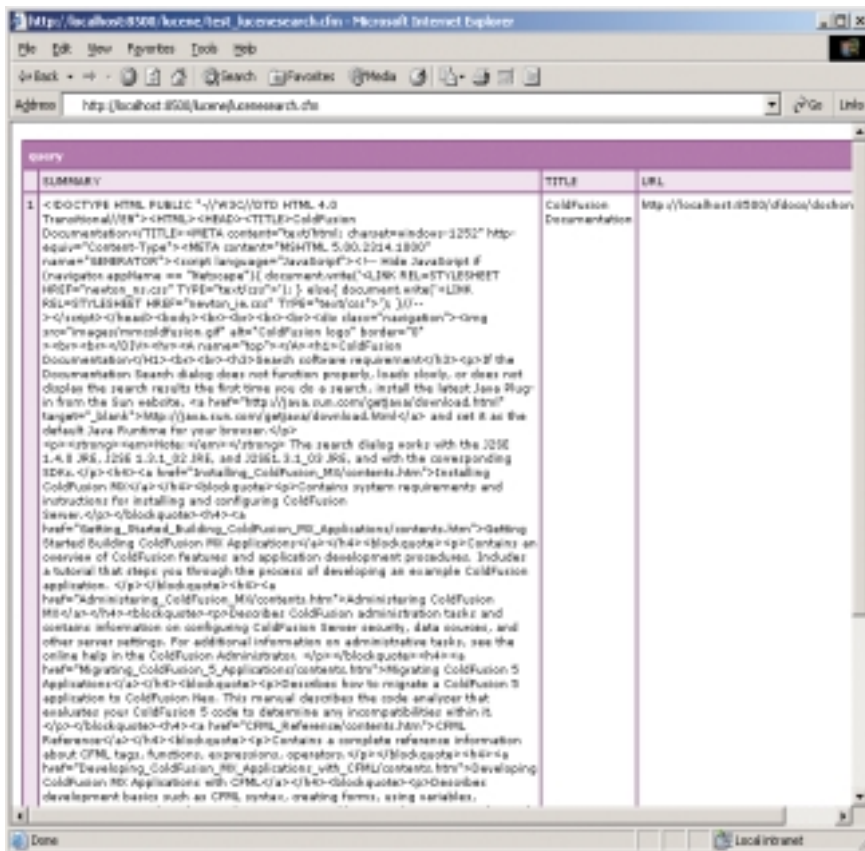 http://localhost:8500/lucene/test_lucenesearch.cfm - Microsoft Internet Explorer
File Edit View Favorites Tools Help
Back Search Favorites Media
Address http://localhost:8500/lucene/lucenesearch.cfm Go Links
query
SUMMARY TITLE URL
1 <!DOCTYPE HTML PUBLIC "-//W3C//DTD HTML 4.0 ColdFusion http://localhost:8500/cfdocs/dochom
Transitional//EN"><HTML><HEAD><TITLE>ColdFusion Documentation
Documentation</TITLE><META content="text/html; charset=windows-1252" http-
equiv="Content-Type"><META content="MSHTML 5.00.2314.1000"
name="GENERATOR"><script language="JavaScript"><!-- Hide JavaScript if
(navigator.appName == "Netscape"){ document.write("<LINK REL=STYLESHEET
HREF="newton_ns.css" TYPE="text/css">"); } else{ document.write("<LINK
REL=STYLESHEET HREF="newton_ie.css" TYPE="text/css">"); }//--
></script></head><body><br><br><br><br><div class="navigation"><img
src="images/mmcoldfusion.gif" alt="ColdFusion logo" border="0"
><br><br></DIV><hr><A name="top"></A><h1>ColdFusion
Documentation</H1><br><br><h3>Search software requirement</h3><p>If the
Documentation Search dialog does not function properly, loads slowly, or does not
display the search results the first time you do a search, install the latest Java Plug-
in from the Sun website, <a href="http://java.sun.com/getjava/download.html"
target="_blank">http://java.sun.com/getjava/download.html</a> and set it as the
default Java Runtime for your browser.</p>
<p><strong><em>Note:</em></strong> The search dialog works with the J2SE
1.4.0 JRE, J2SE 1.3.1_02 JRE, and J2SE1.3.1_03 JRE, and with the corresponding
SDKs.</p><h4><a href="Installing_ColdFusion_MX/contents.htm">Installing
ColdFusion MX</a></h4><blockquote><p>Contains system requirements and
instructions for installing and configuring ColdFusion
Server.</p></blockquote><h4><a
href="Getting_Started_Building_ColdFusion_MX_Applications/contents.htm">Getting
Started Building ColdFusion MX Applications</a></h4><blockquote><p>Contains an
overview of ColdFusion features and application development procedures. Includes
a tutorial that steps you through the process of developing an example ColdFusion
application. </p></blockquote><h4><a
href="Administering_ColdFusion_MX/contents.htm">Administering ColdFusion
MX</a></h4><blockquote><p>Describes ColdFusion administration tasks and
contains information on configuring ColdFusion Server security, data sources, and
other server settings. For additional information on administrative tasks, see the
online help in the ColdFusion Administrator. </p></blockquote><h4><a
href="Migrating_ColdFusion_5_Applications/contents.htm">Migrating ColdFusion 5
Applications</a></h4><blockquote><p>Describes how to migrate a ColdFusion 5
application to ColdFusion Neo. This manual describes the code analyzer that
evaluates your ColdFusion 5 code to determine any incompatibilities within it.
</p></blockquote><h4><a href="CFML_Reference/contents.htm">CFML
Reference</a></h4><blockquote><p>Contains a complete reference information
about CFML tags, functions, expressions, operators.</p></blockquote><h4><a
href="Developing_ColdFusion_MX_Applications_with_CFML/contents.htm">Developing
ColdFusion MX Applications with CFML</a></h4><blockquote><p>Describes
development basics such as CFML syntax, creating forms, using variables,
Done Local intranet